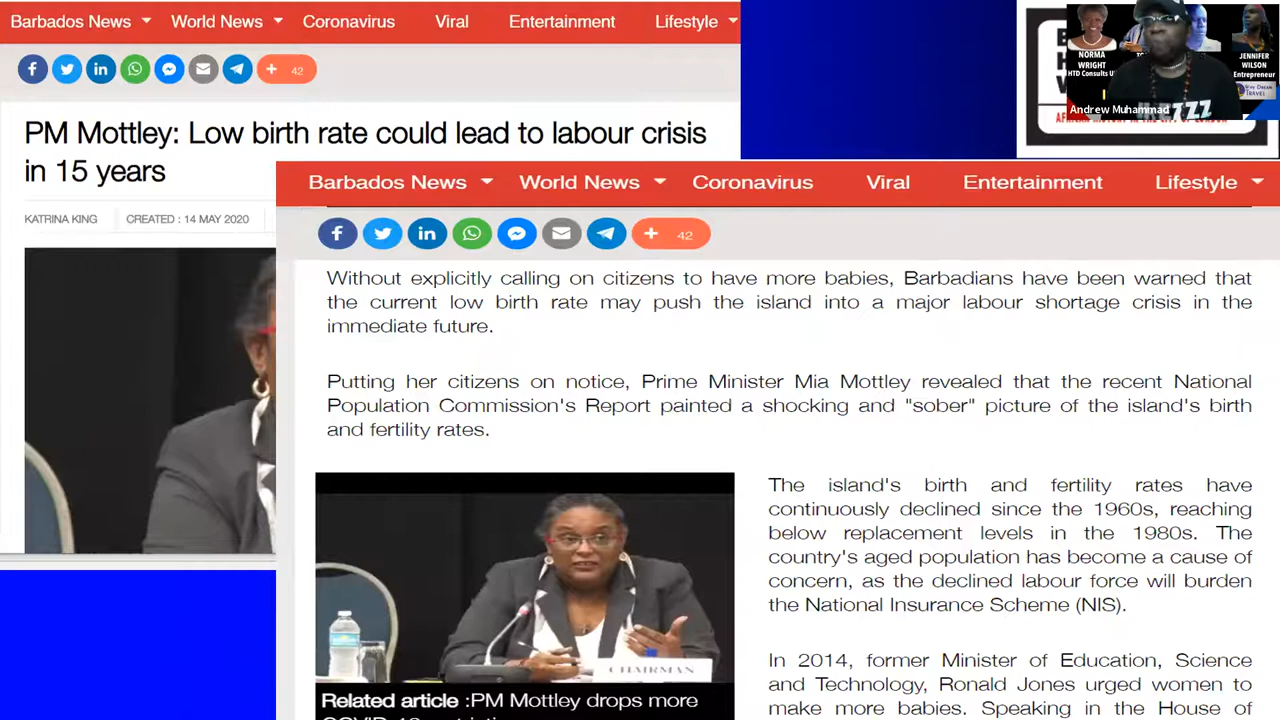 Barbados News World News Coronavirus Viral Entertainment Lifestyle
42
PM Mottley: Low birth rate could lead to labour crisis
in 15 years
KATRINA KING CREATED : 14 MAY 2020
NORMA
WRIGHT
HTD Consults U
JENNIFER
WILSON
Entrepreneur
TRAVEL
Andrew Muhammad
Barbados News World News Coronavirus Viral Entertainment Lifestyle
42
Without explicitly calling on citizens to have more babies, Barbadians have been warned that
the current low birth rate may push the island into a major labour shortage crisis in the
immediate future.
Putting her citizens on notice, Prime Minister Mia Mottley revealed that the recent National
Population Commission's Report painted a shocking and "sober" picture of the island's birth
and fertility rates.
The island's birth and fertility rates have
continuously declined since the 1960s, reaching
below replacement levels in the 1980s. The
country's aged population has become a cause of
concern, as the declined labour force will burden
the National Insurance Scheme (NIS).
In 2014, former Minister of Education, Science
and Technology, Ronald Jones urged women to
make more babies. Speaking in the House of
CHAIRMAN
Related article :PM Mottley drops more